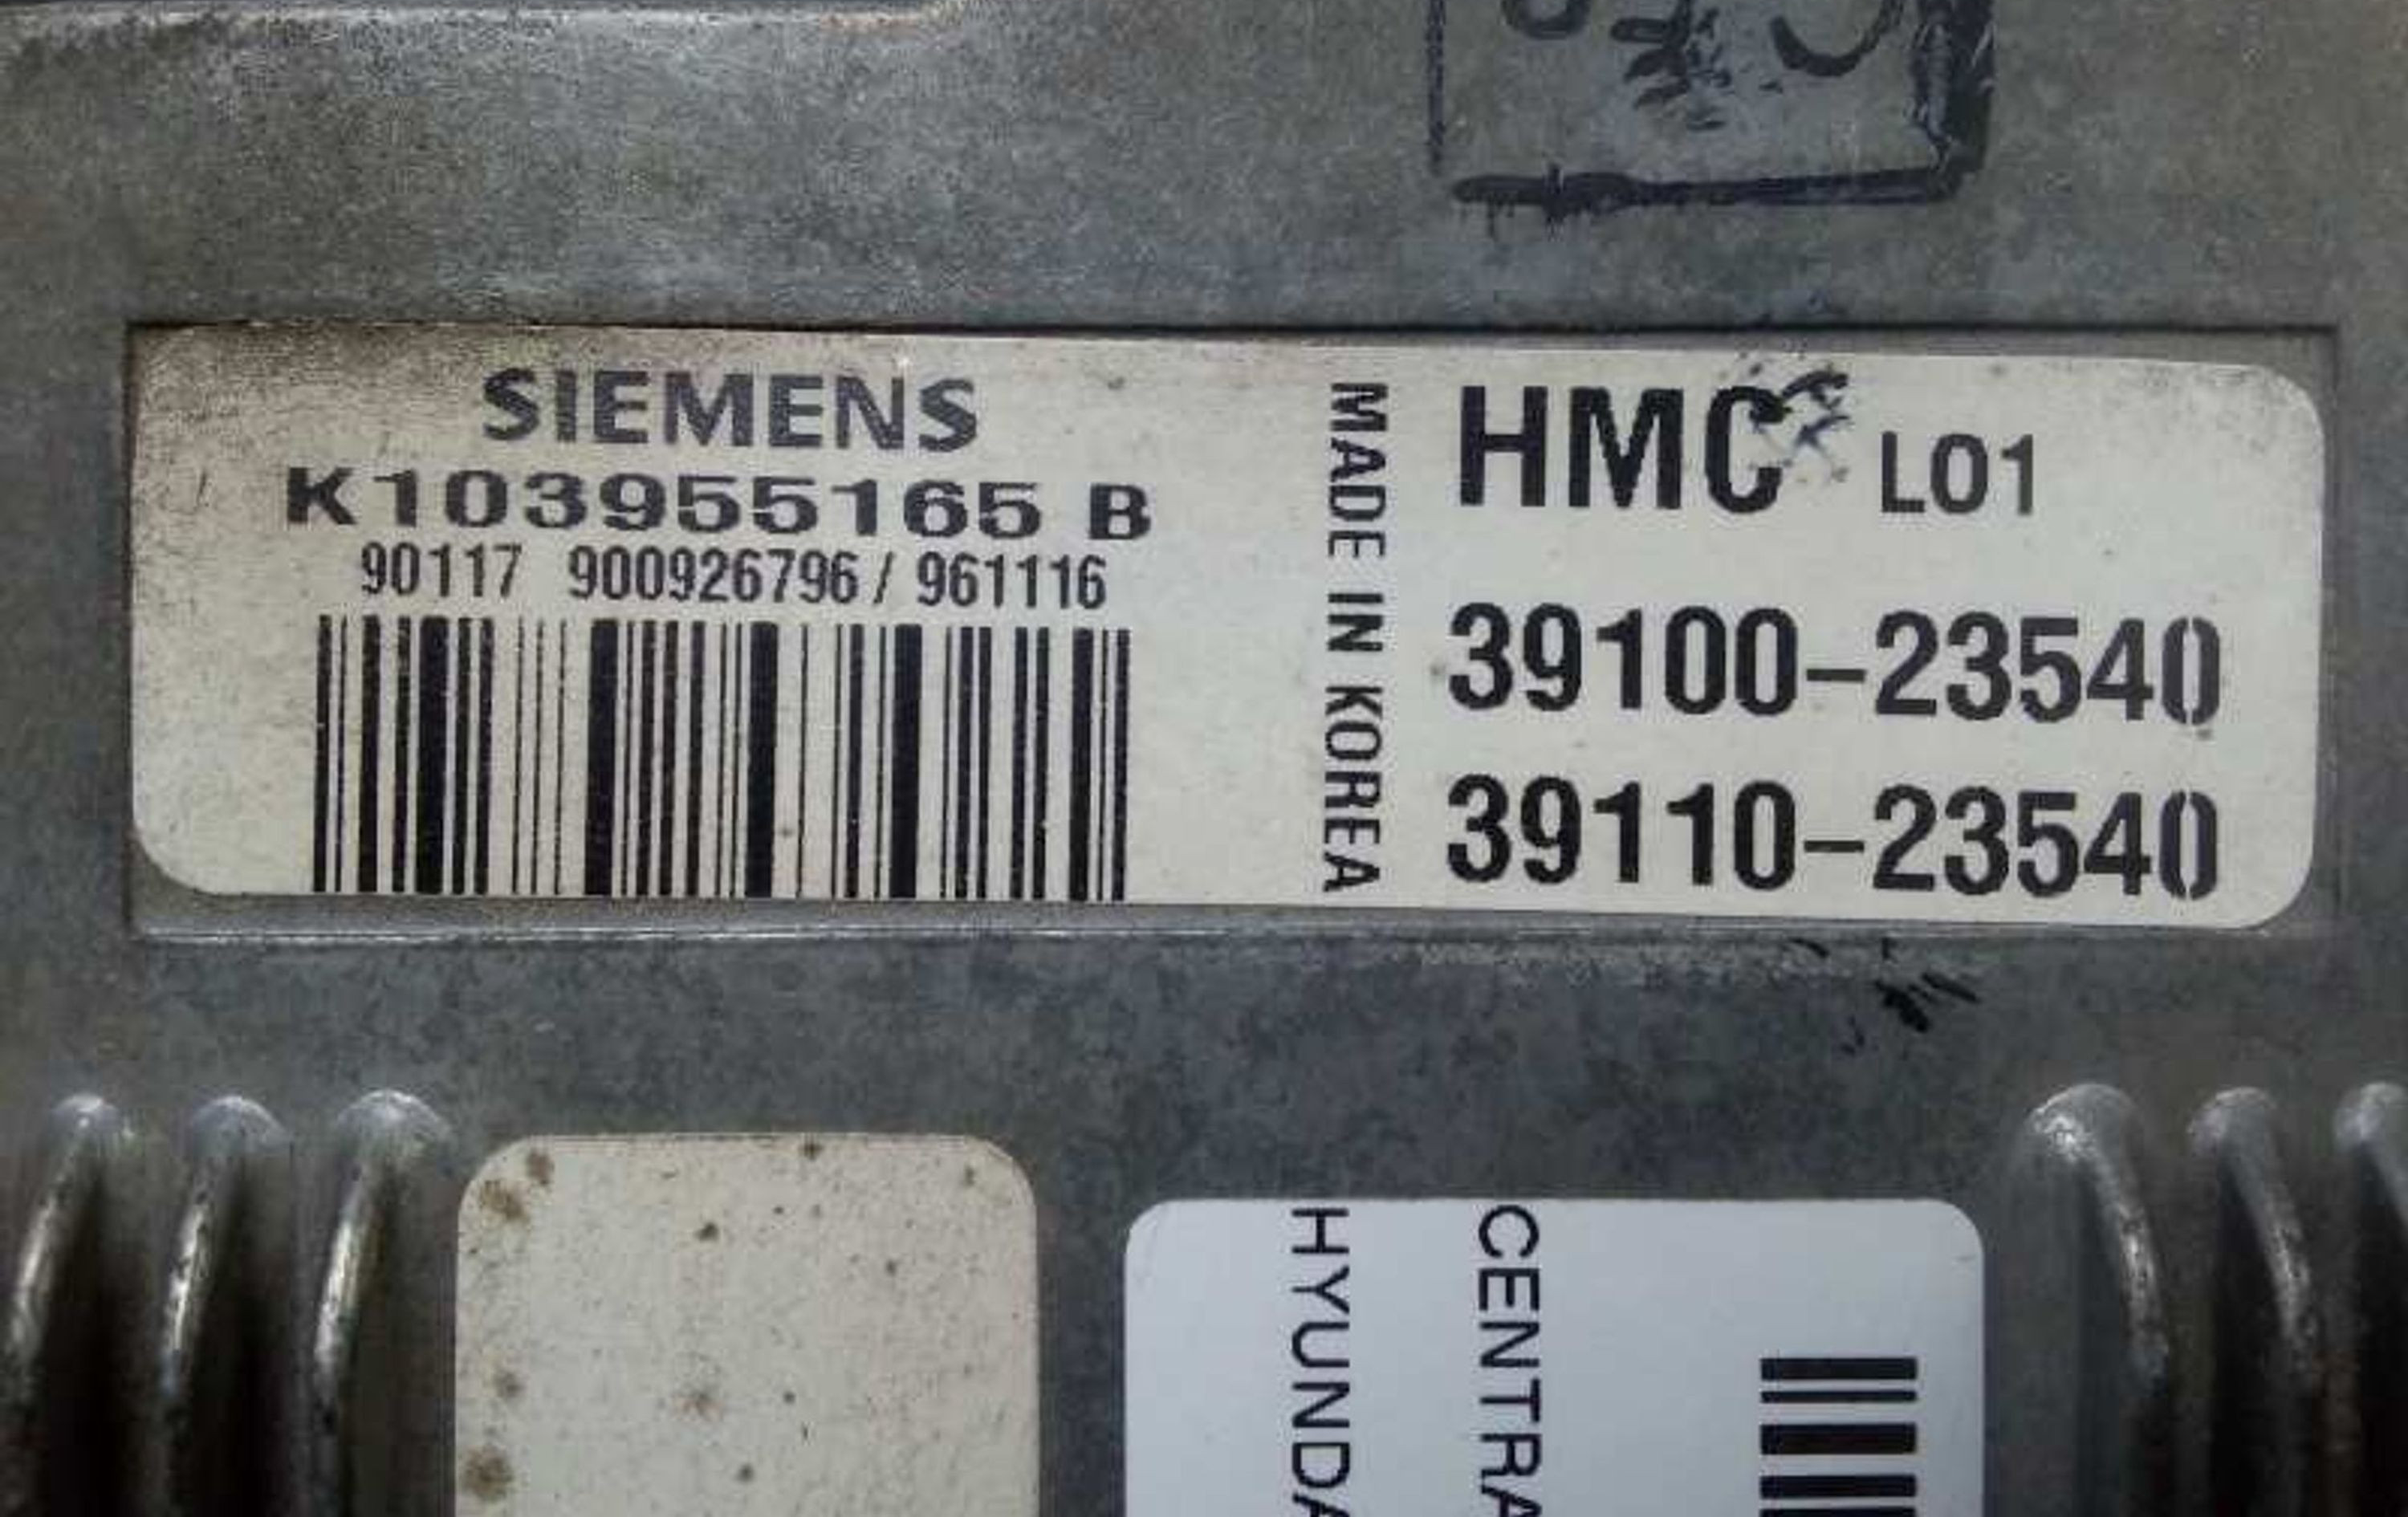 SIEMENS
K103955165 B
90117 900926796 / 961116
MADE IN KOREA
HMC L01
39100-23540
39110-23540
CENTRA
HYUNDA